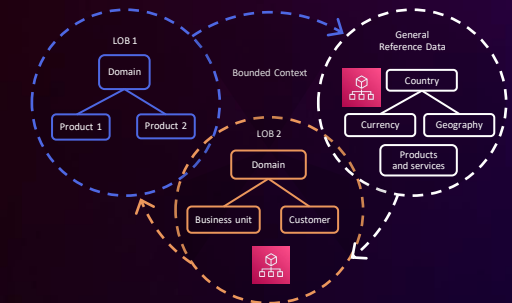 LOB 1
Domain
Product 1
Product 2
Bounded Context
General
Reference Data
Country
Currency
Geography
Products
and services
LOB 2
Domain
Business unit
Customer